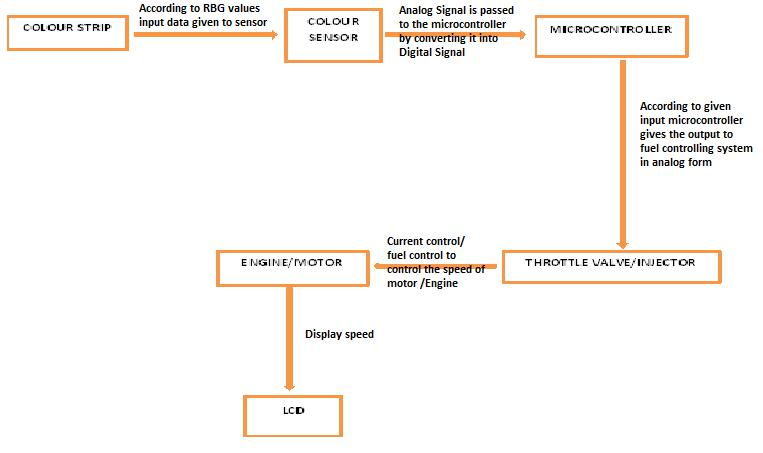 COLOUR STRIP
According to RBG values
input data given to sensor
COLOUR
SENSOR
Analog Signal is passed
to the microcontroller
by converting it into
Digital Signal
MICROCONTROLLER
According to given
input microcontroller
gives the output to
fuel controlling system
in analog form
THROTTLE VALVE/INJECTOR
Current control/
fuel control to
control the speed of
motor /Engine
ENGINE/MOTOR
Display speed
LCD